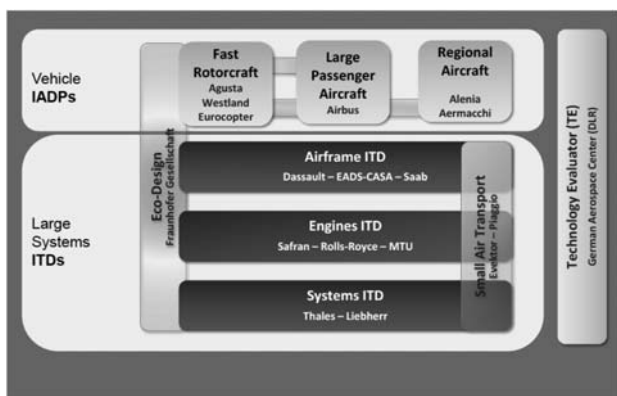 Vehicle
IADPs
Fast
Rotorcraft
Agusta
Westland
Eurocopter
Large
Passenger
Aircraft
Airbus
Regional
Aircraft
Alenia
Aermacchi
Large
Systems
ITDs
Eco-Design
Fraunhofer Gesellschaft
Airframe ITD
Dassault – EADS-CASA – Saab
Engines ITD
Safran – Rolls-Royce – MTU
Systems ITD
Thales – Liebherr
Small Air Transport
Evektor – Piaggio
Technology Evaluator (TE)
German Aerospace Center (DLR)